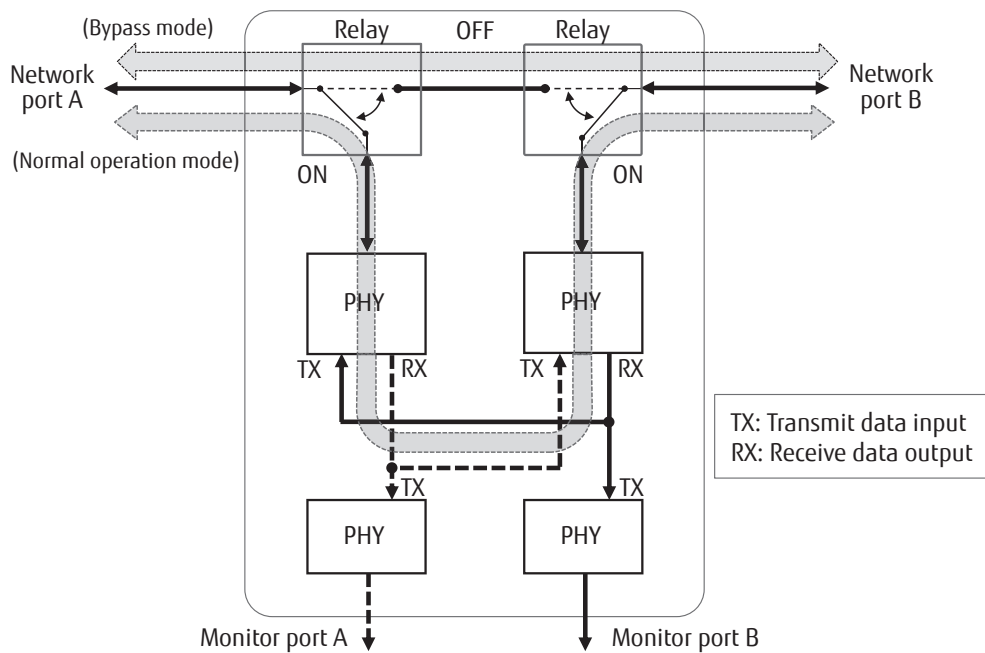 (Bypass mode)
Relay
OFF
Relay
Network
port A
Network
port B
(Normal operation mode)
ON
ON
PHY
PHY
TX
RX
TX
RX
TX: Transmit data input
RX: Receive data output
TX
TX
PHY
PHY
Monitor port A
Monitor port B